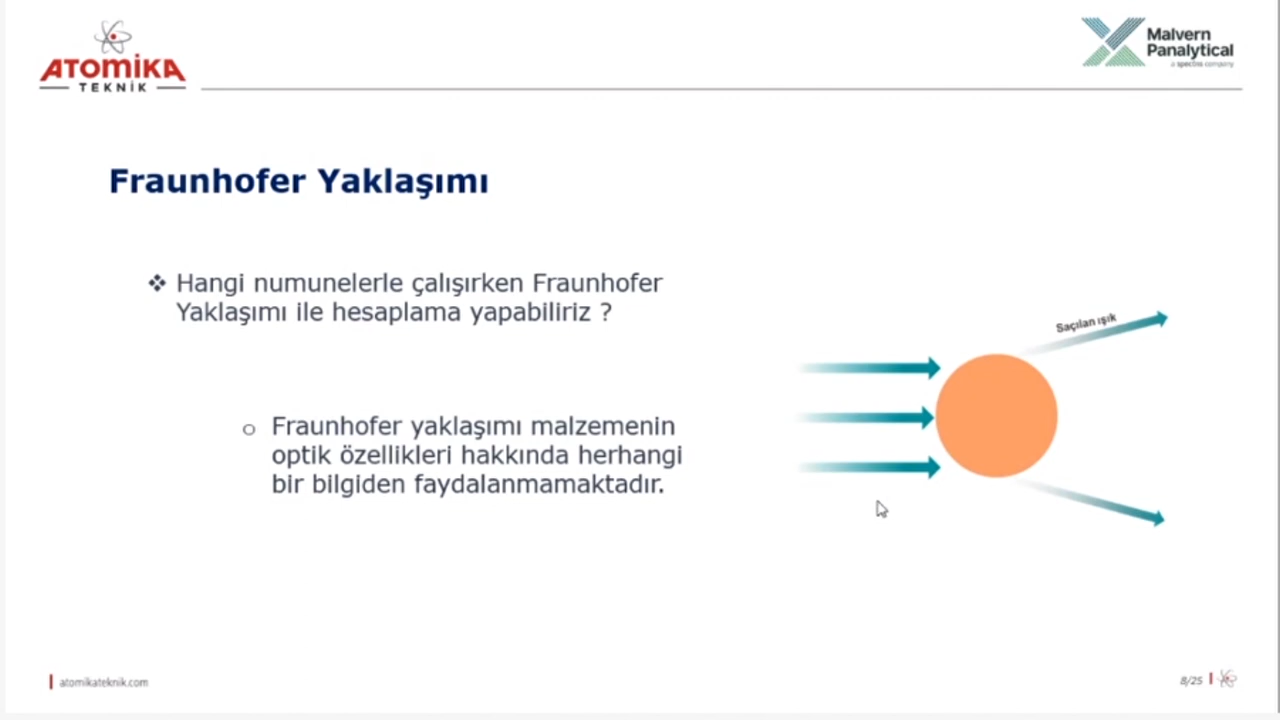 ATOMİKA
TEKNİK
Malvern
Panalytical
a spectris company
Fraunhofer Yaklaşımı
❖ Hangi numunelerle çalışırken Fraunhofer
Yaklaşımı ile hesaplama yapabiliriz ?
Saçılan ışık
o Fraunhofer yaklaşımı malzemenin
optik özellikleri hakkında herhangi
bir bilgiden faydalanmamaktadır.
atomikateknik.com
8/25